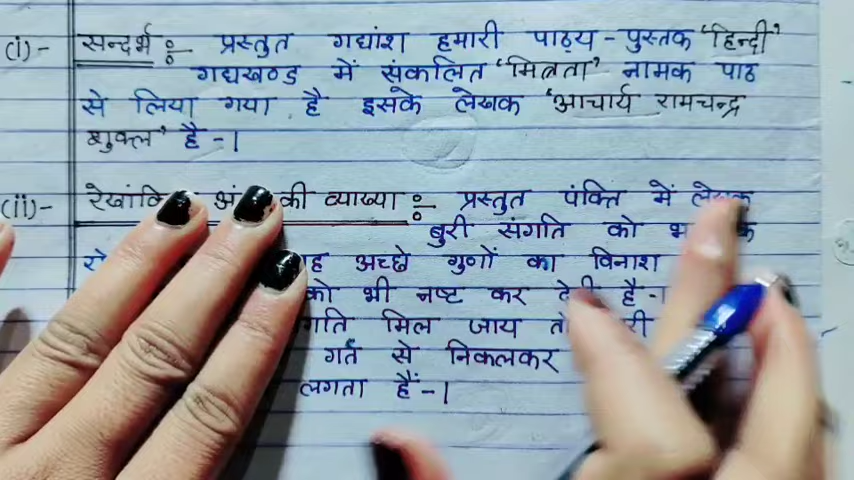 (i)- सन्दर्भ :- प्रस्तुत गद्यांश हमारी पाठ्य-पुस्तक 'हिन्दी'
गद्यखण्ड में संकलित 'मित्रता' नामक पाठ
से लिया गया है इसके लेखक 'आचार्य रामचन्द्र
शुक्ल' है -।
(ii)- की व्याख्या :- प्रस्तुत पंक्ति में लेखक
बुरी संगति को
से अच्छे गुणों का विनाश
को भी नष्ट कर देती है -।
मिल जाय
गर्त से निकलकर
लगता हैं -।